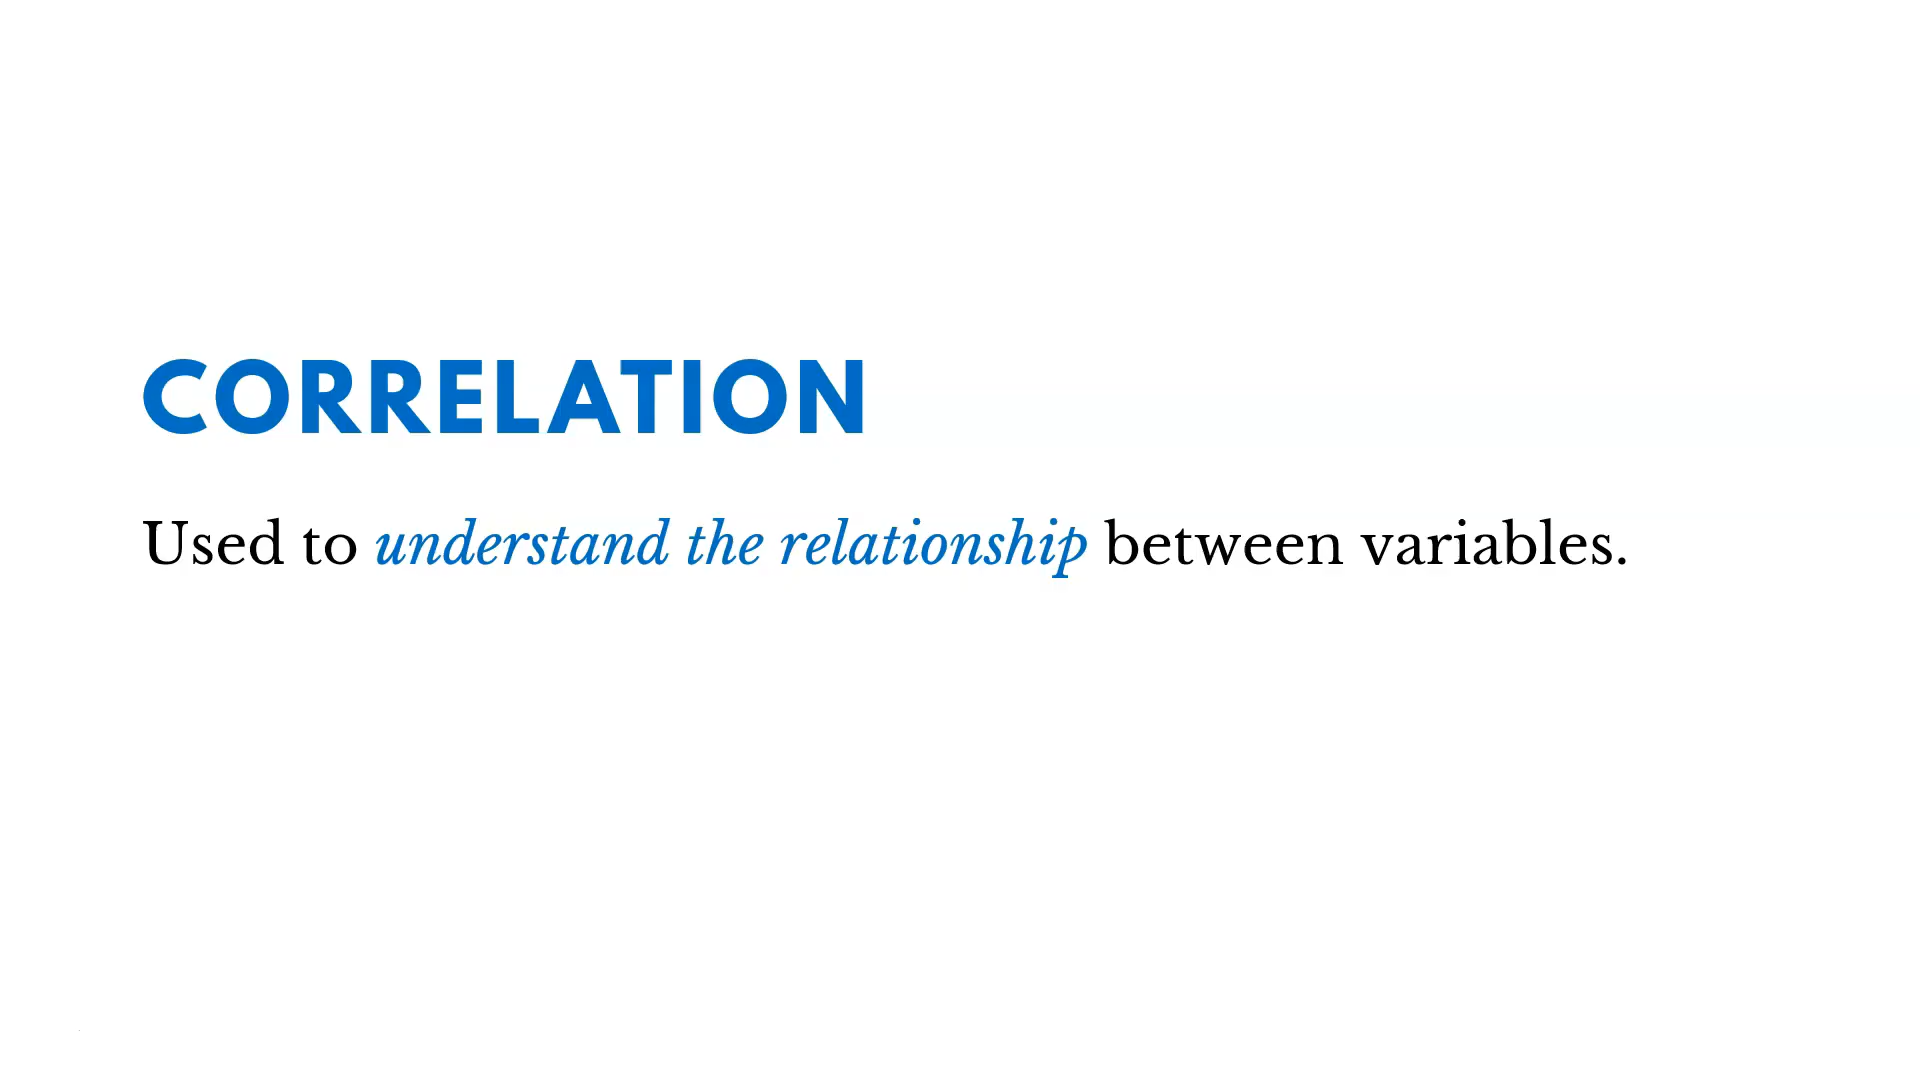 CORRELATION
Used to understand the relationship between variables.